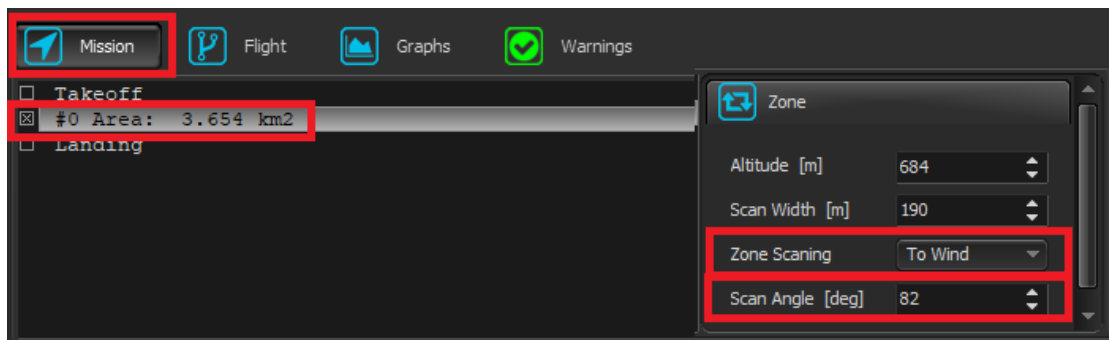 Mission Flight Graphs Warnings
Takeoff
#0 Area: 3.654 km2
Landing
Zone
Altitude [m] 684
Scan Width [m] 190
Zone Scaning To Wind
Scan Angle [deg] 82